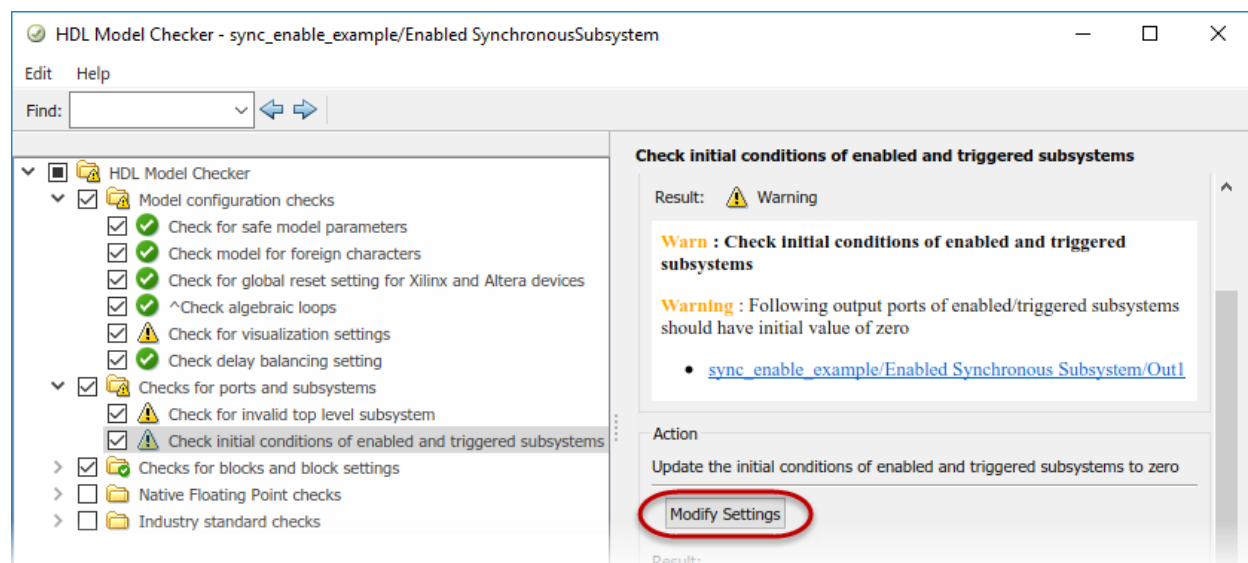 HDL Model Checker - sync_enable_example/Enabled SynchronousSubsystem
Edit Help
Find:
HDL Model Checker
Model configuration checks
Check for safe model parameters
Check model for foreign characters
Check for global reset setting for Xilinx and Altera devices
^Check algebraic loops
Check for visualization settings
Check delay balancing setting
Checks for ports and subsystems
Check for invalid top level subsystem
Check initial conditions of enabled and triggered subsystems
Checks for blocks and block settings
Native Floating Point checks
Industry standard checks
Check initial conditions of enabled and triggered subsystems
Result: Warning
Warn : Check initial conditions of enabled and triggered
subsystems
Warning : Following output ports of enabled/triggered subsystems
should have initial value of zero
• sync_enable_example/Enabled Synchronous Subsystem/Out1
Action
Update the initial conditions of enabled and triggered subsystems to zero
Modify Settings
Result: